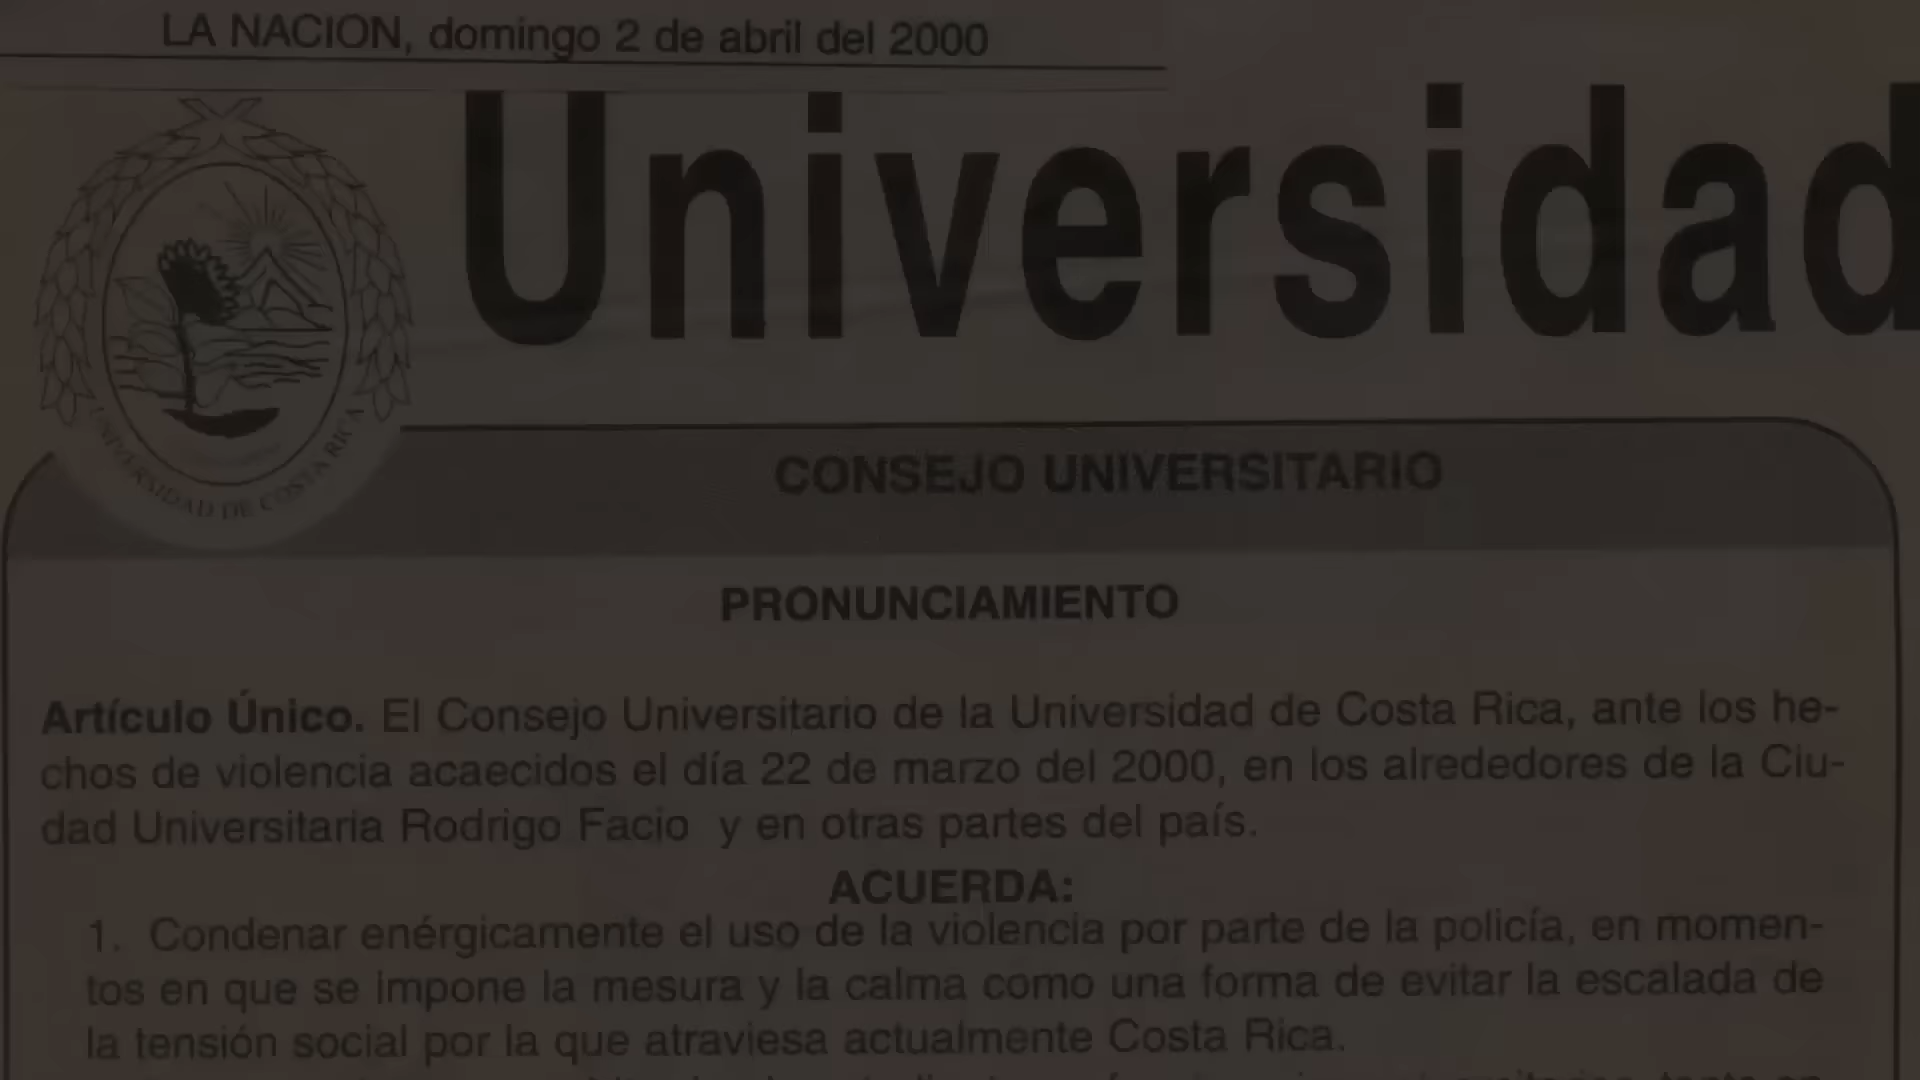 LA NACION, domingo 2 de abril del 2000
Universidad
UNIVERSIDAD DE COSTA RICA
CONSEJO UNIVERSITARIO
PRONUNCIAMIENTO
Artículo Único. El Consejo Universitario de la Universidad de Costa Rica, ante los he-
chos de violencia acaecidos el día 22 de marzo del 2000, en los alrededores de la Ciu-
dad Universitaria Rodrigo Facio y en otras partes del país.
ACUERDA:
1. Condenar enérgicamente el uso de la violencia por parte de la policía, en momen-
tos en que se impone la mesura y la calma como una forma de evitar la escalada de
la tensión social por la que atraviesa actualmente Costa Rica.